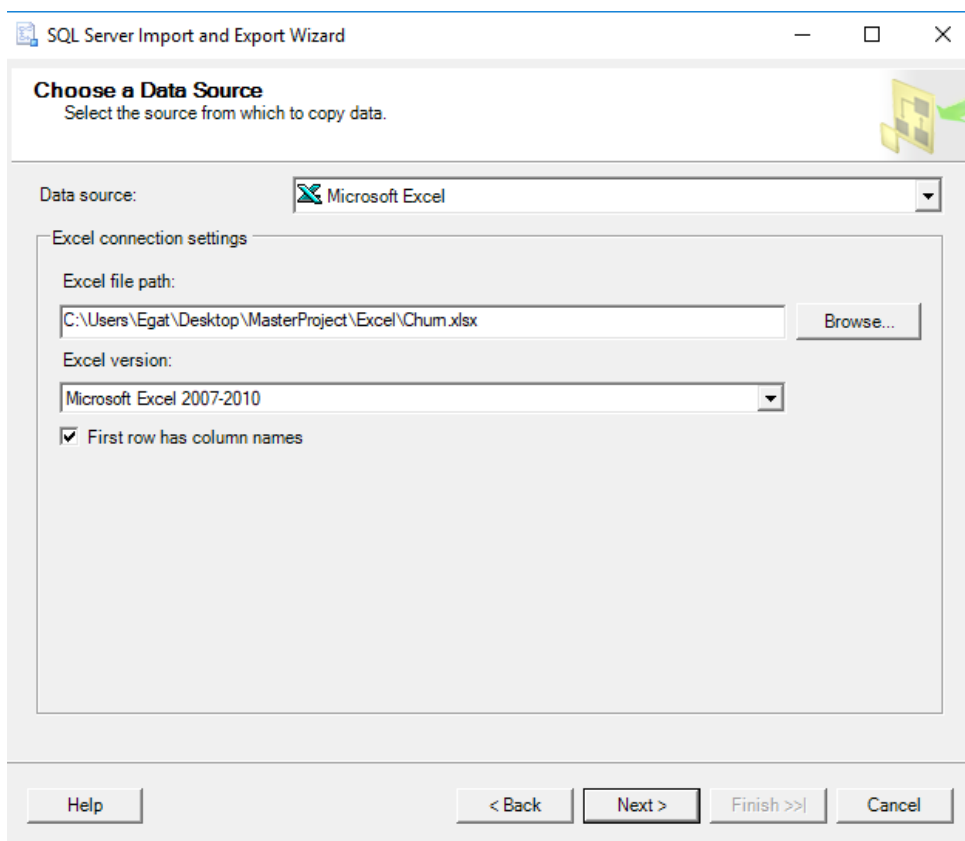 SQL Server Import and Export Wizard
Choose a Data Source
Select the source from which to copy data.
Data source:
Microsoft Excel
Excel connection settings
Excel file path:
C:\Users\Egat\Desktop\MasterProject\Excel\Churn.xlsx
Browse...
Excel version:
Microsoft Excel 2007-2010
First row has column names
Help
< Back
Next >
Finish >>|
Cancel